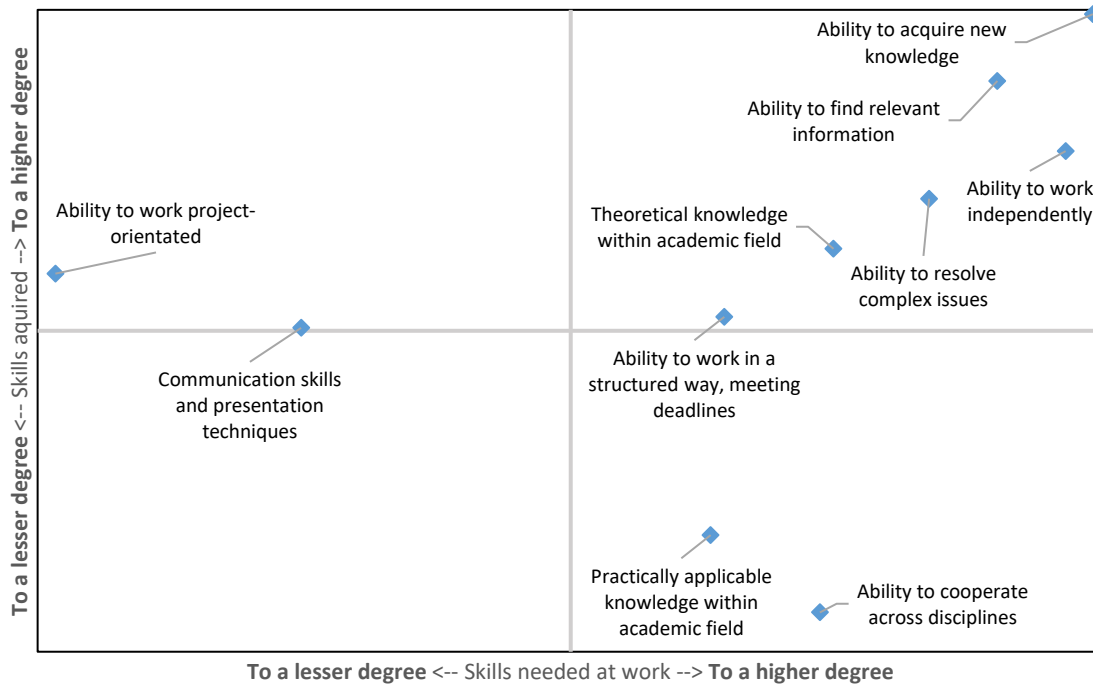 Ability to acquire new
knowledge
Ability to find relevant
information
Ability to work
independently
Ability to work project-
orientated
Theoretical knowledge
within academic field
Ability to resolve
complex issues
Ability to work in a
structured way, meeting
deadlines
Communication skills
and presentation
techniques
Practically applicable
knowledge within
academic field
Ability to cooperate
across disciplines
To a lesser degree <-- Skills aquired --> To a higher degree
To a lesser degree <-- Skills needed at work --> To a higher degree